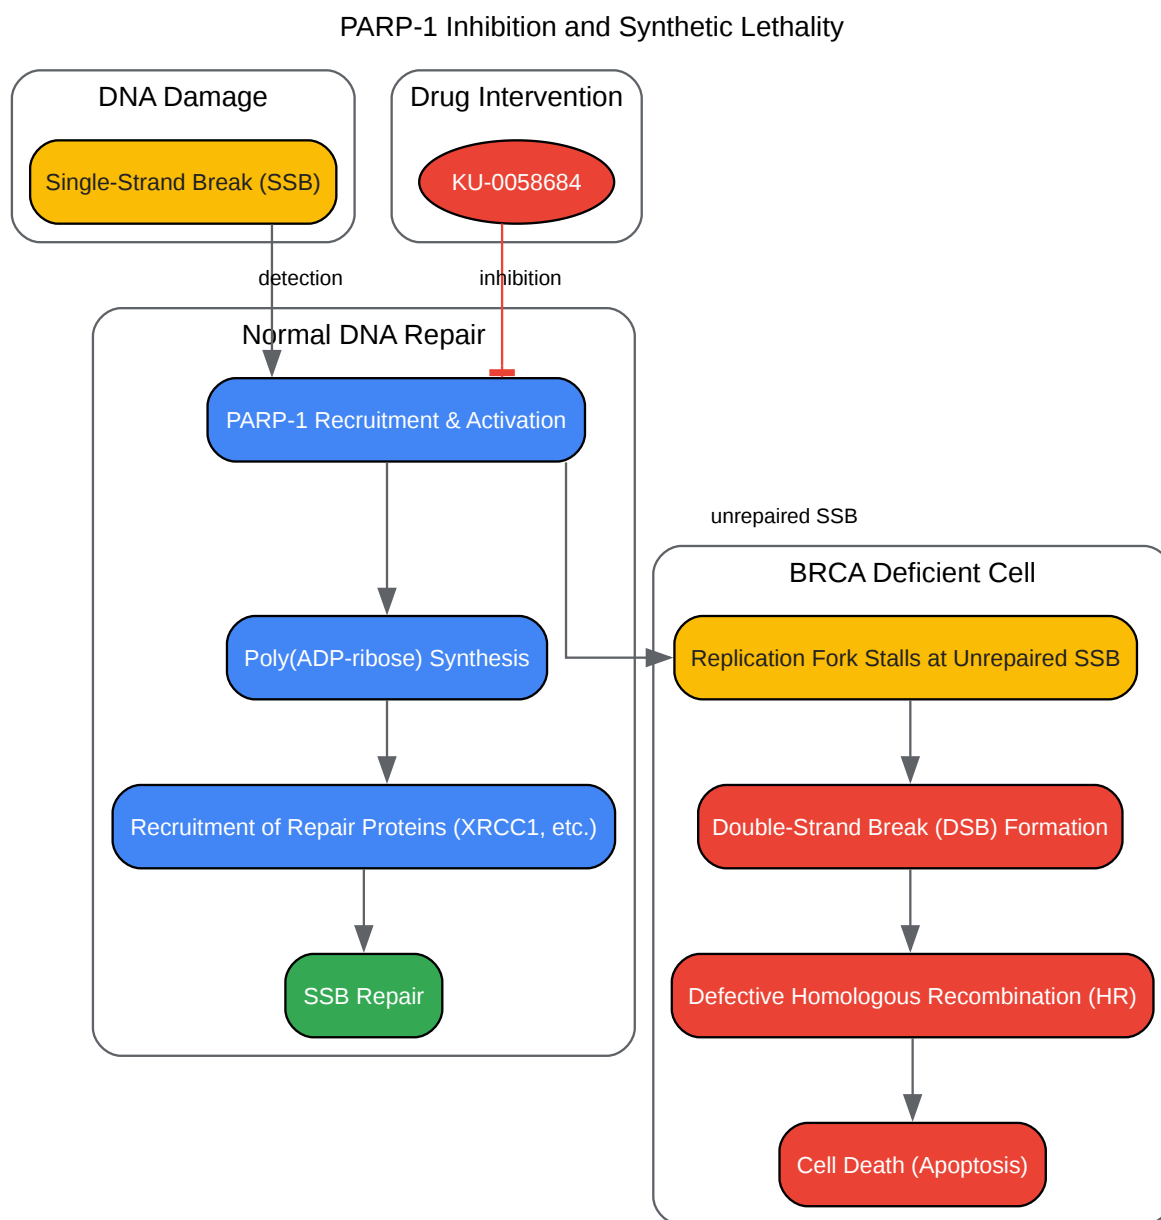 PARP-1 Inhibition and Synthetic Lethality
DNA Damage
Drug Intervention
Single-Strand Break (SSB)
KU-0058684
detection
inhibition
Normal DNA Repair
PARP-1 Recruitment & Activation
unrepaired SSB
BRCA Deficient Cell
Poly(ADP-ribose) Synthesis
Replication Fork Stalls at Unrepaired SSB
Recruitment of Repair Proteins (XRCC1, etc.)
Double-Strand Break (DSB) Formation
SSB Repair
Defective Homologous Recombination (HR)
Cell Death (Apoptosis)